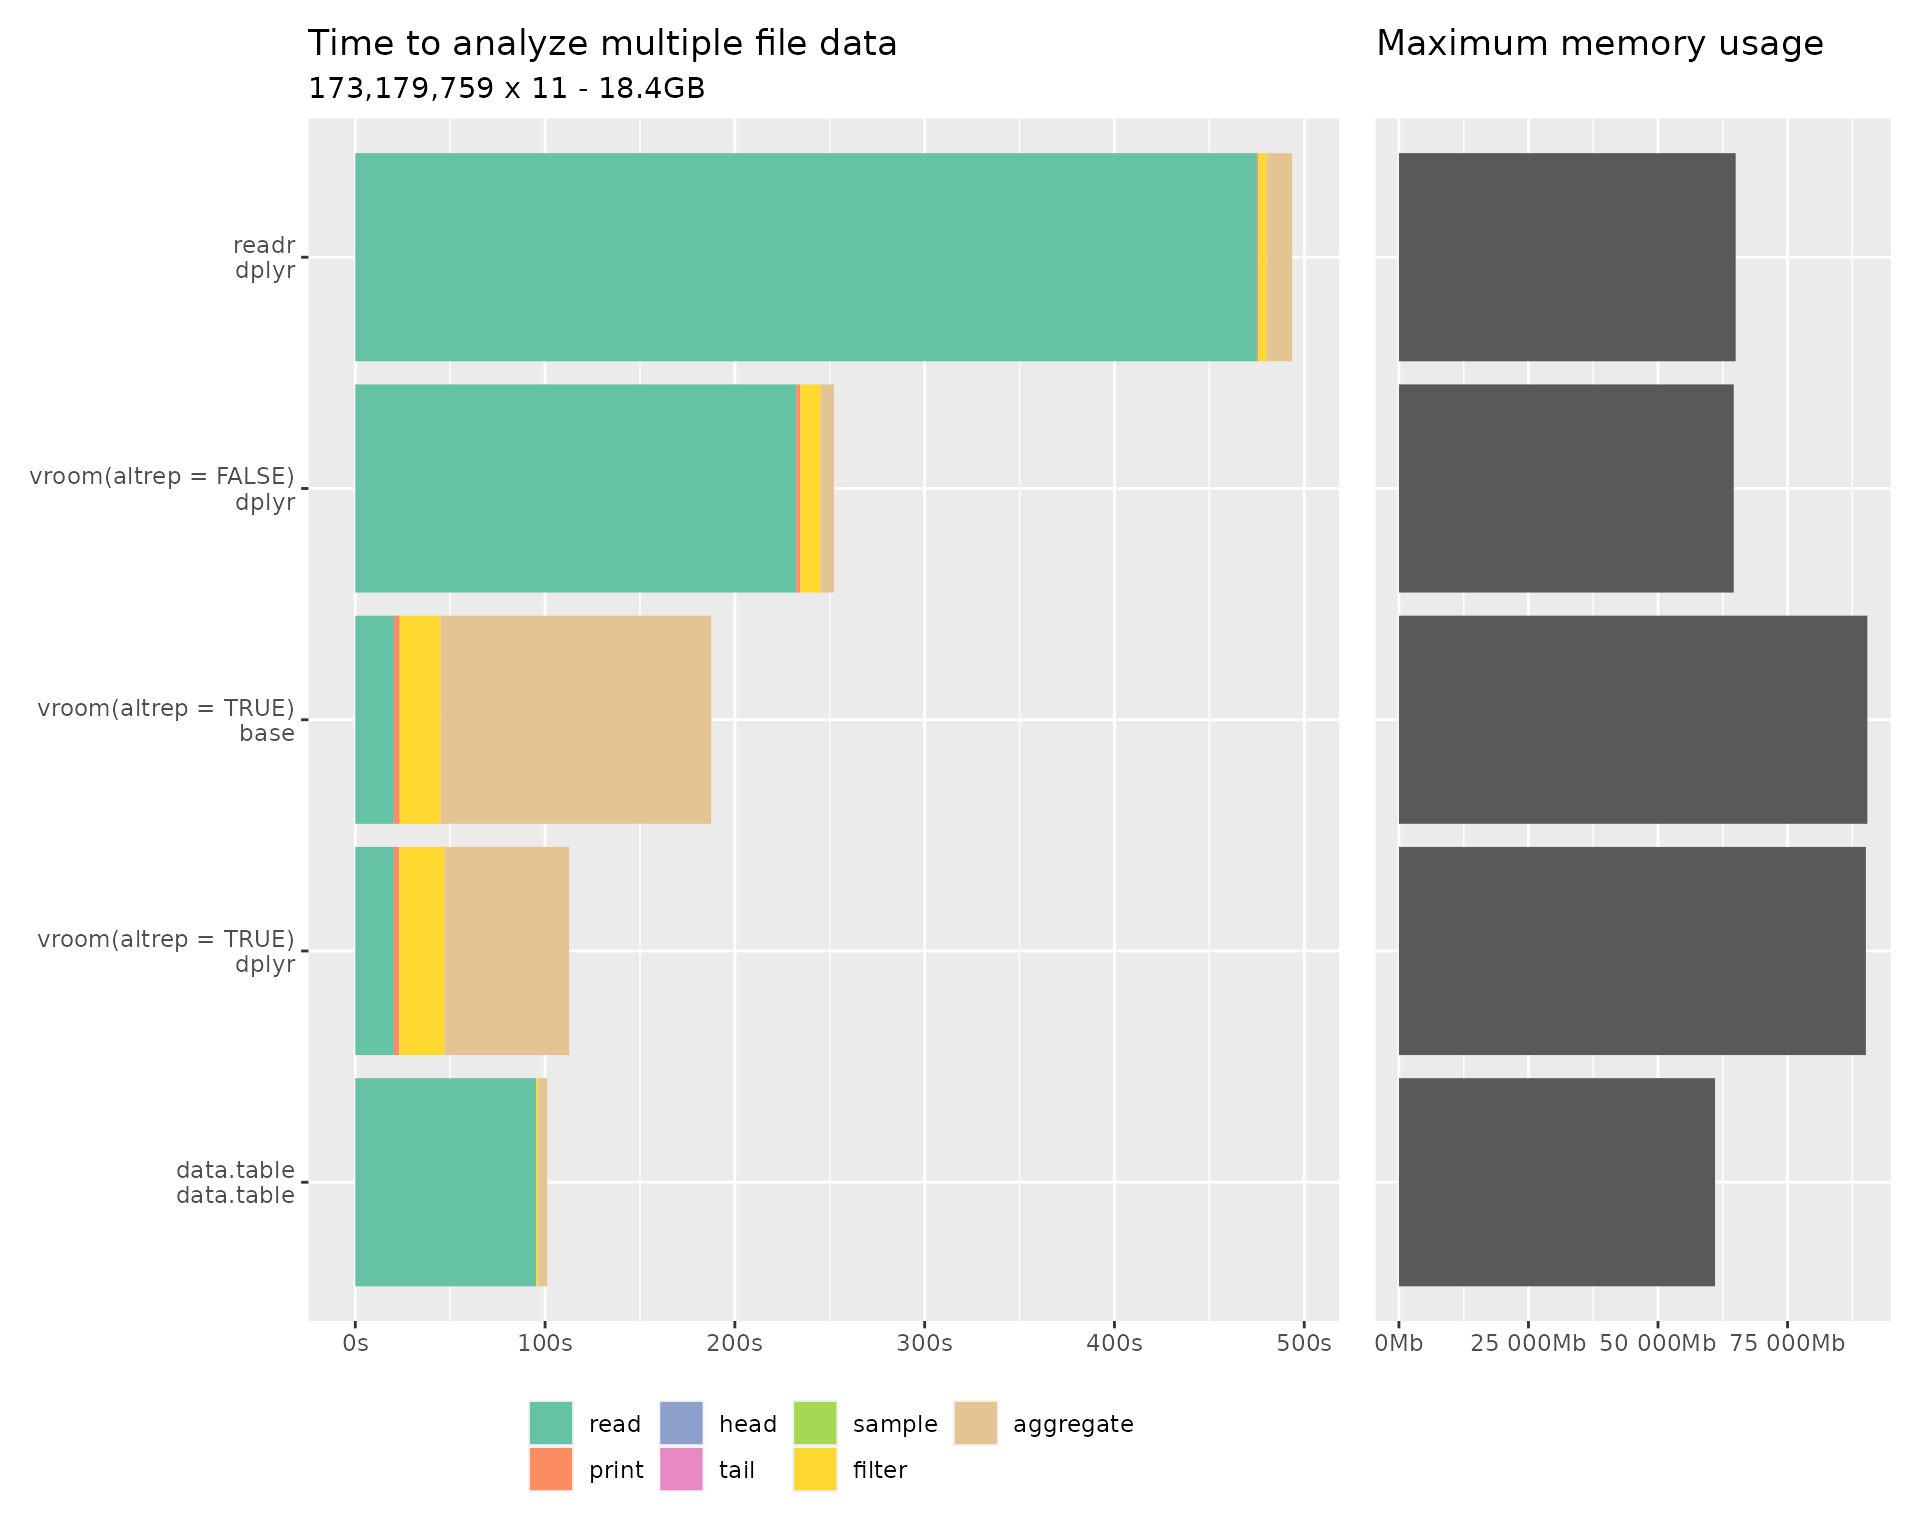 Time to analyze multiple file data
173,179,759 x 11 - 18.4GB
Maximum memory usage
readr
dplyr
vroom(altrep = FALSE)
dplyr
vroom(altrep = TRUE)
base
vroom(altrep = TRUE)
dplyr
data.table
data.table
0s 100s 200s 300s 400s 500s
0Mb 25 000Mb 50 000Mb 75 000Mb
read head sample aggregate
print tail filter